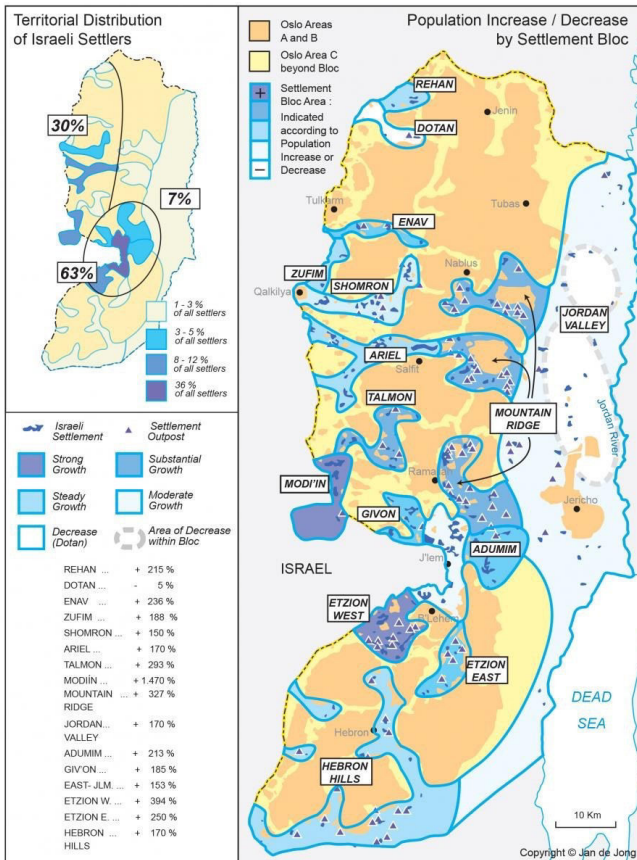 Territorial Distribution
of Israeli Settlers
30%
7%
63%
1 - 3 %
of all settlers
3 - 5 %
of all settlers
8 - 12 %
of all settlers
36 %
of all settlers
Israeli
Settlement
Settlement
Outpost
Strong
Growth
Substantial
Growth
Steady
Growth
Moderate
Growth
Decrease
(Dotan)
Area of Decrease
within Bloc
REHAN ... + 215 %
DOTAN ... - 5 %
ENAV ... + 236 %
ZUFIM ... + 188 %
SHOMRON ... + 150 %
ARIEL ... + 170 %
TALMON ... + 293 %
MODIÍN ... +1.470 %
MOUNTAIN ... + 327 %
RIDGE
JORDAN... + 170 %
VALLEY
ADUMIM ... + 213 %
GIV'ON ... + 185 %
EAST- JLM. ... + 153 %
ETZION W. ... + 394 %
ETZION E. ... + 250 %
HEBRON ... + 170 %
HILLS
Population Increase / Decrease
by Settlement Bloc
Oslo Areas
A and B
Oslo Area C
beyond Bloc
+
Settlement
Bloc Area :
Indicated
according to
Population
Increase or
Decrease
−
REHAN
Jenin
DOTAN
Tulkarm
Tubas
ENAV
ZUFIM
Nablus
SHOMRON
Qalkilya
JORDAN
VALLEY
ARIEL
Salfit
TALMON
MOUNTAIN
RIDGE
Jordan River
MODI'IN
Ramallah
Jericho
GIVON
ADUMIM
J'lem
ISRAEL
ETZION
WEST
B'Lehem
ETZION
EAST
DEAD
SEA
Hebron
HEBRON
HILLS
10 Km
Copyright © Jan de Jong